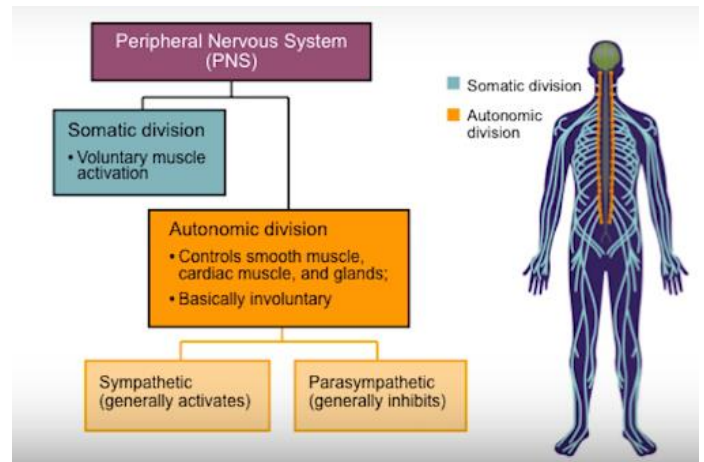 Peripheral Nervous System
(PNS)
Somatic division
• Voluntary muscle
activation
Autonomic division
• Controls smooth muscle,
cardiac muscle, and glands;
• Basically involuntary
Sympathetic
(generally activates)
Parasympathetic
(generally inhibits)
Somatic division
Autonomic
division